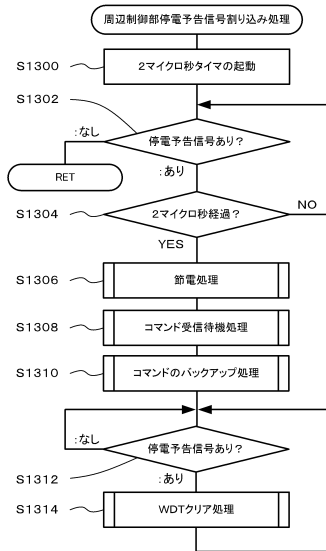 周辺制御部停電予告信号割り込み処理
S1300
2マイクロ秒タイマの起動
S1302
:なし
停電予告信号あり?
:あり
RET
S1304
2マイクロ秒経過?
NO
YES
S1306
節電処理
S1308
コマンド受信待機処理
S1310
コマンドのバックアップ処理
:なし
停電予告信号あり?
S1312
:あり
S1314
WDTクリア処理